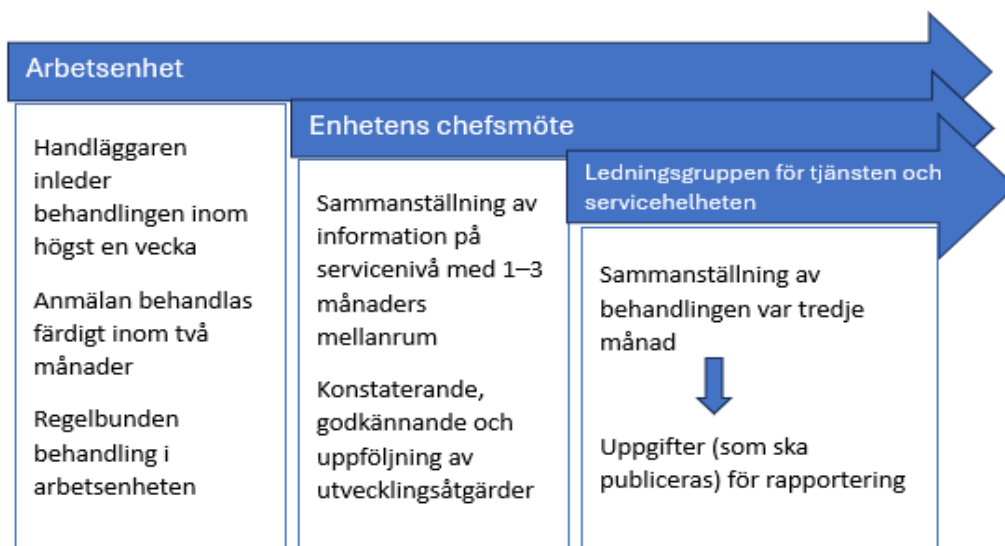 Arbetsenhet
Handläggaren
inleder
behandlingen inom
högst en vecka
Anmälan behandlas
färdigt inom två
månader
Regelbunden
behandling i
arbetsenheten
Enhetens chefsmöte
Sammanställning av
information på
servicenivå med 1–3
månaders
mellanrum
Konstaterande,
godkännande och
uppföljning av
utvecklingsåtgärder
Ledningsgruppen för tjänsten och
servicehelheten
Sammanställning av
behandlingen var tredje
månad
Uppgifter (som ska
publiceras) för rapportering